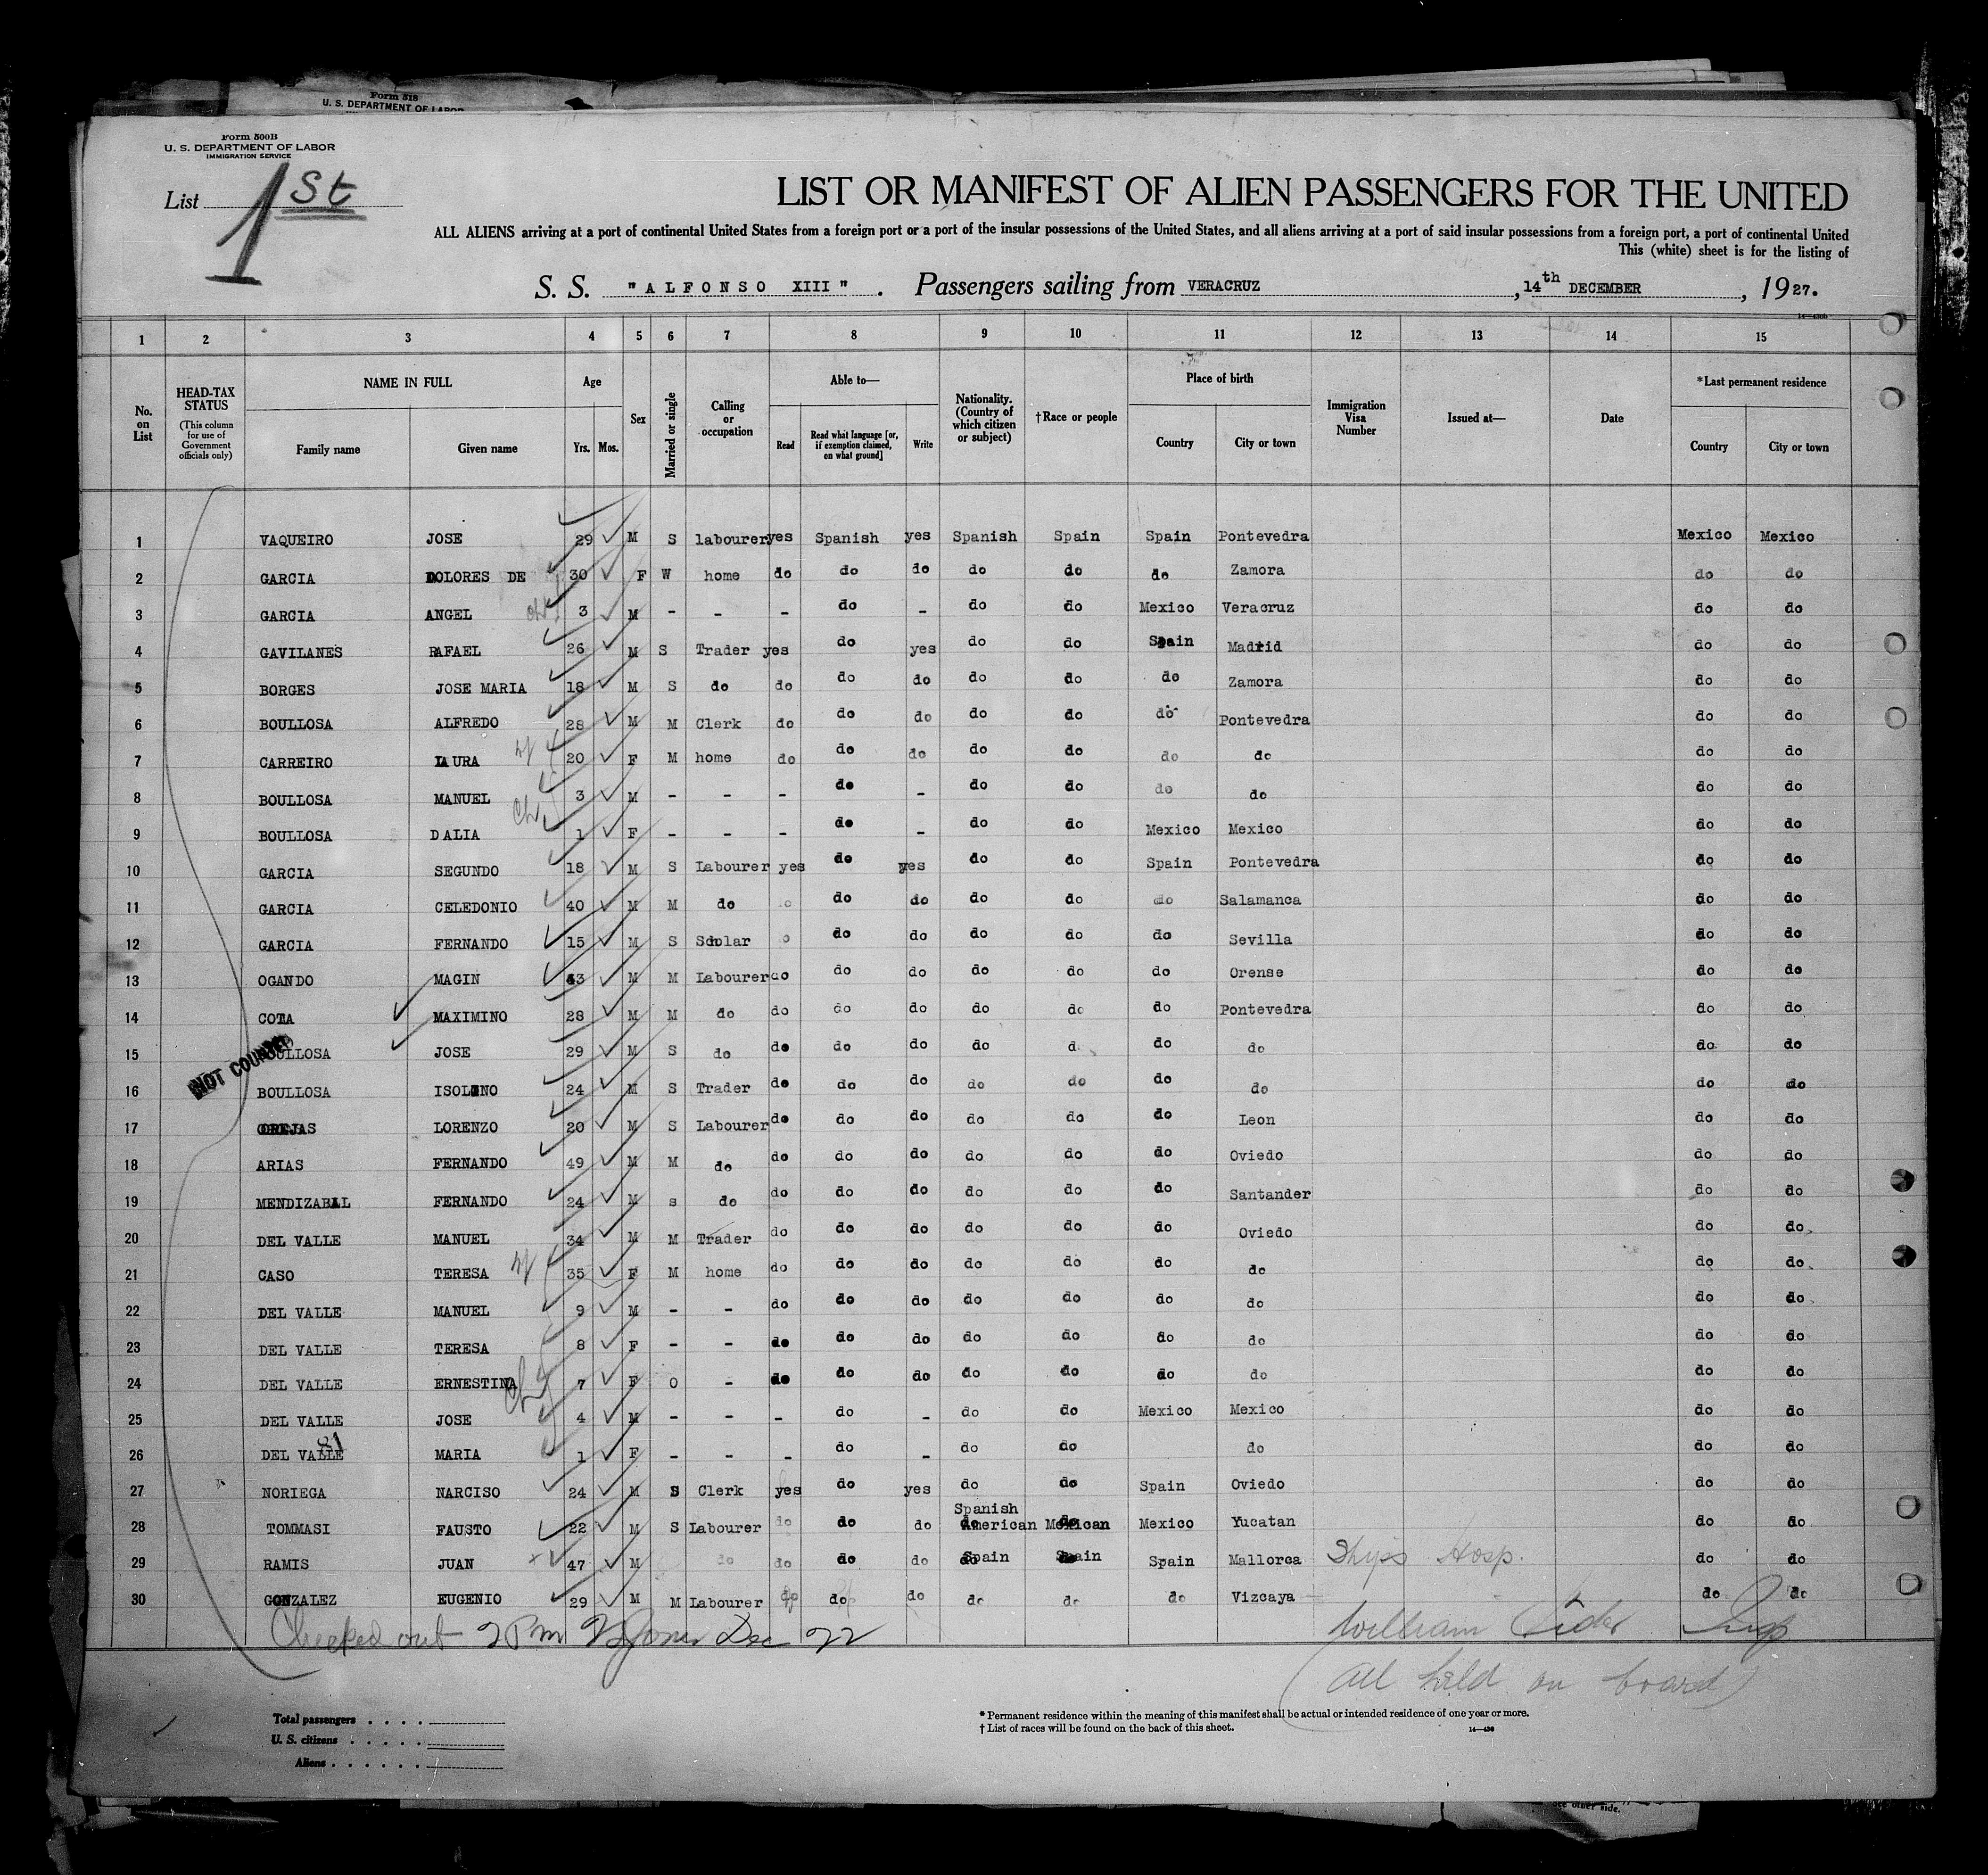 Form 518
U. S. DEPARTMENT OF LABOR
Form 500B
U. S. DEPARTMENT OF LABOR
IMMIGRATION SERVICE
List 1 St
LIST OR MANIFEST OF ALIEN PASSENGERS FOR THE UNITED
ALL ALIENS arriving at a port of continental United States from a foreign port or a port of the insular possessions of the United States, and all aliens arriving at a port of said insular possessions from a foreign port, a port of continental United
This (white) sheet is for the listing of
S. S. "ALFONSO XIII". Passengers sailing from VERACRUZ, 14th DECEMBER, 1927.
14—430b
1 2 3 4 5 6 7 8 9 10 11 12 13 14 15
No. on List
HEAD-TAX STATUS (This column for use of Government officials only)
NAME IN FULL
Family name Given name
Age
Yrs. Mos.
Sex
Married or single
Calling or occupation
Able to—
Read Read what language [or, if exemption claimed, on what ground] Write
Nationality. (Country of which citizen or subject)
†Race or people
Place of birth
Country City or town
Immigration Visa Number
Issued at—
Date
*Last permanent residence
Country City or town
1 VAQUEIRO JOSE 29 M S labourer yes Spanish yes Spanish Spain Spain Pontevedra Mexico Mexico
2 GARCIA DOLORES DE 30 F W home do do do do do do Zamora do do
3 GARCIA ANGEL 3 M - - - do - do do Mexico Veracruz do do
4 GAVILANES RAFAEL 26 M S Trader yes do yes do do Spain Madrid do do
5 BORGES JOSE MARIA 18 M S do do do do do do do Zamora do do
6 BOULLOSA ALFREDO 28 M M Clerk do do do do do do Pontevedra do do
7 CARREIRO LAURA wf 20 F M home do do do do do do do do do
8 BOULLOSA MANUEL 3 M - - - do - do do do do do do
Ch
9 BOULLOSA DALIA 1 F - - - do - do do Mexico Mexico do do
10 GARCIA SEGUNDO 18 M S Labourer yes do yes do do Spain Pontevedra do do
11 GARCIA CELEDONIO 40 M M do o do do do do do Salamanca do do
12 GARCIA FERNANDO 15 M S Scholar o do do do do do Sevilla do do
13 OGANDO MAGIN 43 M M Labourer do do do do do do Orense do do
14 COTA MAXIMINO 28 M M do do do do do do do Pontevedra do do
NOT COUNTED
15 BOULLOSA JOSE 29 M S do do do do do d do do do do
16 BOULLOSA ISOLINO 24 M S Trader do do do do do do do do do
17 OREJAS LORENZO 20 M S Labourer do do do do do do Leon do do
18 ARIAS FERNANDO 49 M M do do do do do do do Oviedo do do
19 MENDIZABAL FERNANDO 24 M s do do do do do do do Santander do do
20 DEL VALLE MANUEL 34 M M Trader do do do do do do Oviedo do do
21 CASO TERESA wf 35 F M home do do do do do do do do do
22 DEL VALLE MANUEL 9 M - - do do do do do do do do do
23 DEL VALLE TERESA 8 F - - do do do do do do do do do
24 DEL VALLE ERNESTINA 7 F O - do do do do do do do do do
Ch
25 DEL VALLE JOSE 4 M - - - do - do do Mexico Mexico do do
26 DEL VALLE MARIA 1 F - - - do - do do do do do
27 NORIEGA NARCISO 24 M S Clerk yes do yes do do Spain Oviedo do do
28 TOMMASI FAUSTO 22 M S Labourer do do do Spanish American Mexican Mexico Yucatan do do
29 RAMIS JUAN 47 M do do do do Spain Spain Spain Mallorca Ships Hosp. do do
30 GONZALEZ EUGENIO 29 M M Labourer do do do do do do Vizcaya do do
Checked out 2 Pm Dec 22
William Insp
(All held on board)
Total passengers
U. S. citizens
Aliens
* Permanent residence within the meaning of this manifest shall be actual or intended residence of one year or more.
† List of races will be found on the back of this sheet.
14—430
see other side.